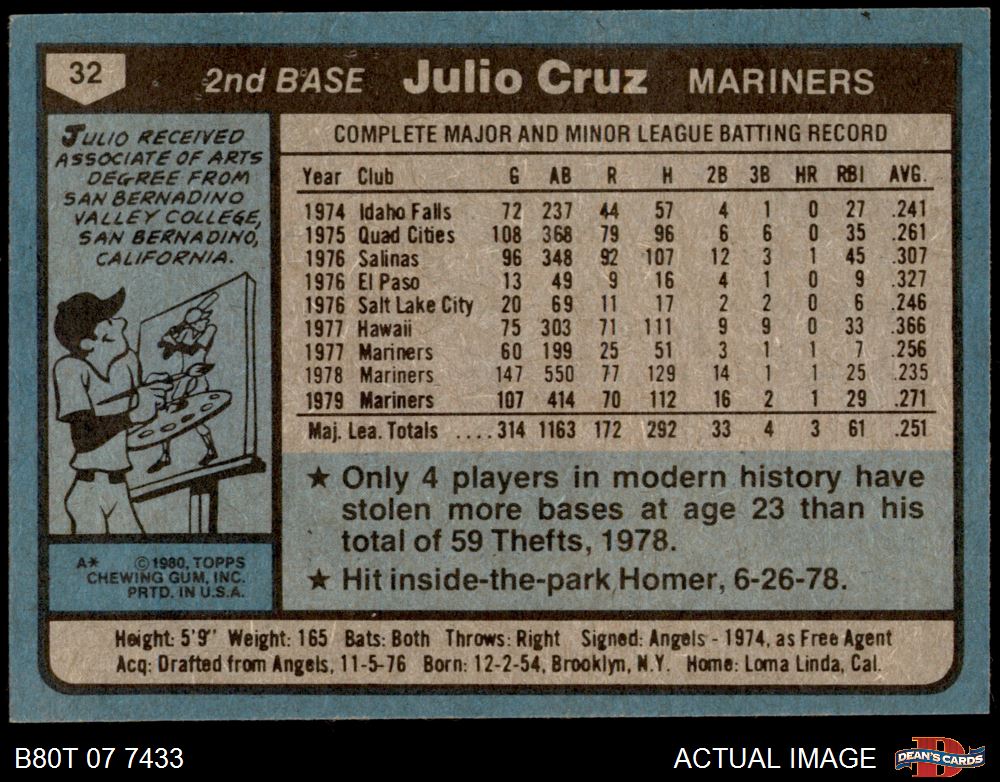 32
2nd BASE Julio Cruz MARINERS
JULIO RECEIVED
ASSOCIATE OF ARTS
DEGREE FROM
SAN BERNADINO
VALLEY COLLEGE,
SAN BERNADINO,
CALIFORNIA.
A* ©1980, TOPPS
CHEWING GUM, INC.
PRTD. IN U.S.A.
COMPLETE MAJOR AND MINOR LEAGUE BATTING RECORD
Year Club G AB R H 2B 3B HR RBI AVG.
1974 Idaho Falls 72 237 44 57 4 1 0 27 .241
1975 Quad Cities 108 368 79 96 6 6 0 35 .261
1976 Salinas 96 348 92 107 12 3 1 45 .307
1976 El Paso 13 49 9 16 4 1 0 9 .327
1976 Salt Lake City 20 69 11 17 2 2 0 6 .246
1977 Hawaii 75 303 71 111 9 9 0 33 .366
1977 Mariners 60 199 25 51 3 1 1 7 .256
1978 Mariners 147 550 77 129 14 1 1 25 .235
1979 Mariners 107 414 70 112 16 2 1 29 .271
Maj. Lea. Totals ....314 1163 172 292 33 4 3 61 .251
★ Only 4 players in modern history have
stolen more bases at age 23 than his
total of 59 Thefts, 1978.
★ Hit inside-the-park Homer, 6-26-78.
Height: 5'9" Weight: 165 Bats: Both Throws: Right Signed: Angels - 1974, as Free Agent
Acq: Drafted from Angels, 11-5-76 Born: 12-2-54, Brooklyn, N.Y. Home: Loma Linda, Cal.
B80T 07 7433
ACTUAL IMAGE
D
DEAN'S CARDS